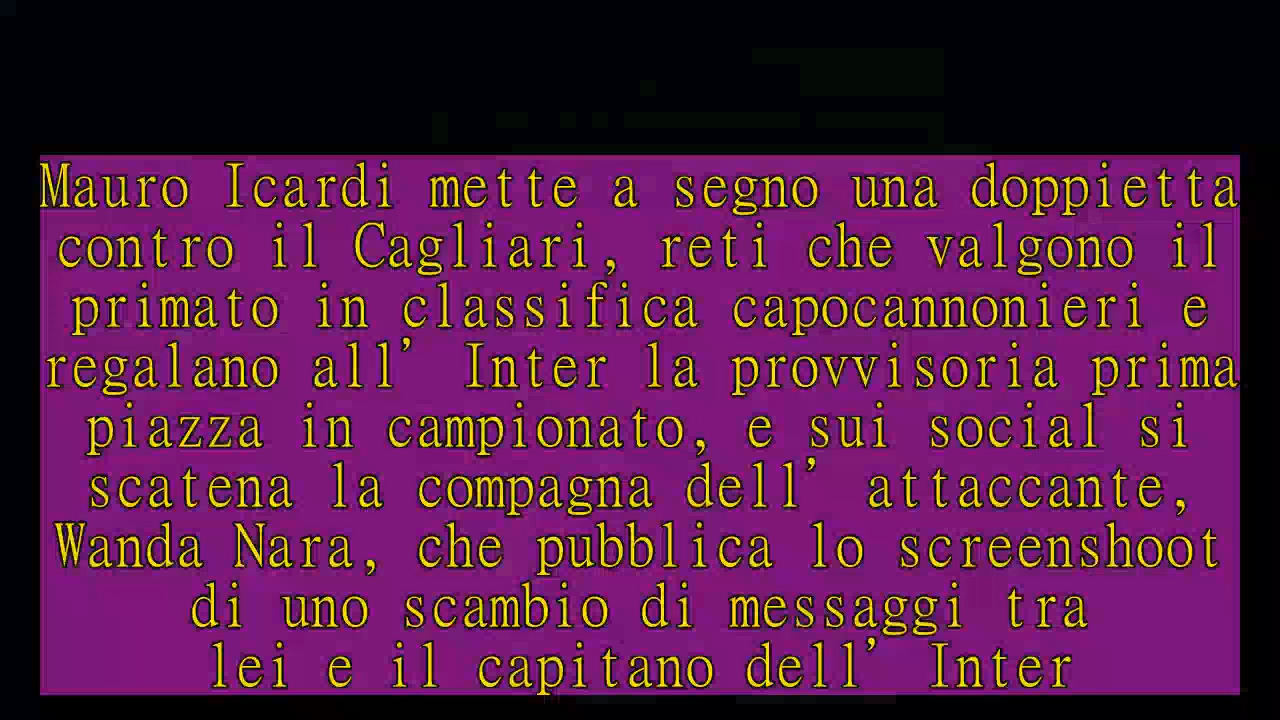 Mauro Icardi mette a segno una doppietta
contro il Cagliari, reti che valgono il
primato in classifica capocannonieri e
regalano all’Inter la provvisoria prima
piazza in campionato, e sui social si
scatena la compagna dell’attaccante,
Wanda Nara, che pubblica lo screenshoot
di uno scambio di messaggi tra
lei e il capitano dell’Inter